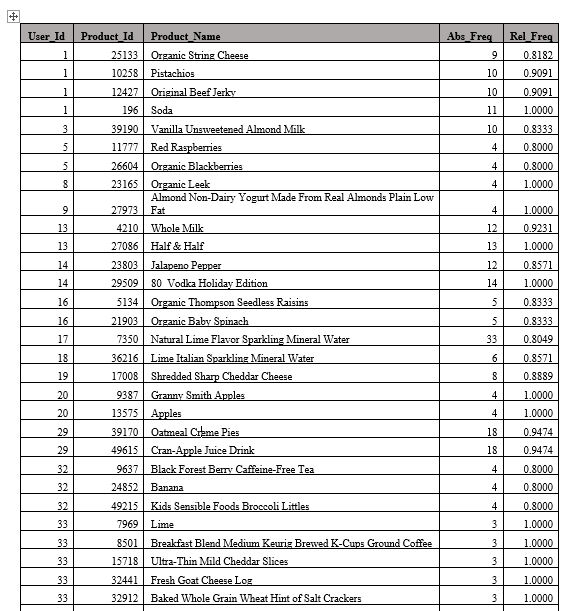 User_Id Product_Id Product_Name Abs_Freq Rel_Freq
1 25133 Organic String Cheese 9 0.8182
1 10258 Pistachios 10 0.9091
1 12427 Original Beef Jerky 10 0.9091
1 196 Soda 11 1.0000
3 39190 Vanilla Unsweetened Almond Milk 10 0.8333
5 11777 Red Raspberries 4 0.8000
5 26604 Organic Blackberries 4 0.8000
8 23165 Organic Leek 4 1.0000
Almond Non-Dairy Yogurt Made From Real Almonds Plain Low
9 27973 Fat 4 1.0000
13 4210 Whole Milk 12 0.9231
13 27086 Half & Half 13 1.0000
14 23803 Jalapeno Pepper 12 0.8571
14 29509 80 Vodka Holiday Edition 14 1.0000
16 5134 Organic Thompson Seedless Raisins 5 0.8333
16 21903 Organic Baby Spinach 5 0.8333
17 7350 Natural Lime Flavor Sparkling Mineral Water 33 0.8049
18 36216 Lime Italian Sparkling Mineral Water 6 0.8571
19 17008 Shredded Sharp Cheddar Cheese 8 0.8889
20 9387 Granny Smith Apples 4 1.0000
20 13575 Apples 4 1.0000
29 39170 Oatmeal Creme Pies 18 0.9474
29 49615 Cran-Apple Juice Drink 18 0.9474
32 9637 Black Forest Berry Caffeine-Free Tea 4 0.8000
32 24852 Banana 4 0.8000
32 49215 Kids Sensible Foods Broccoli Littles 4 0.8000
33 7969 Lime 3 1.0000
33 8501 Breakfast Blend Medium Keurig Brewed K-Cups Ground Coffee 3 1.0000
33 15718 Ultra-Thin Mild Cheddar Slices 3 1.0000
33 32441 Fresh Goat Cheese Log 3 1.0000
33 32912 Baked Whole Grain Wheat Hint of Salt Crackers 3 1.0000